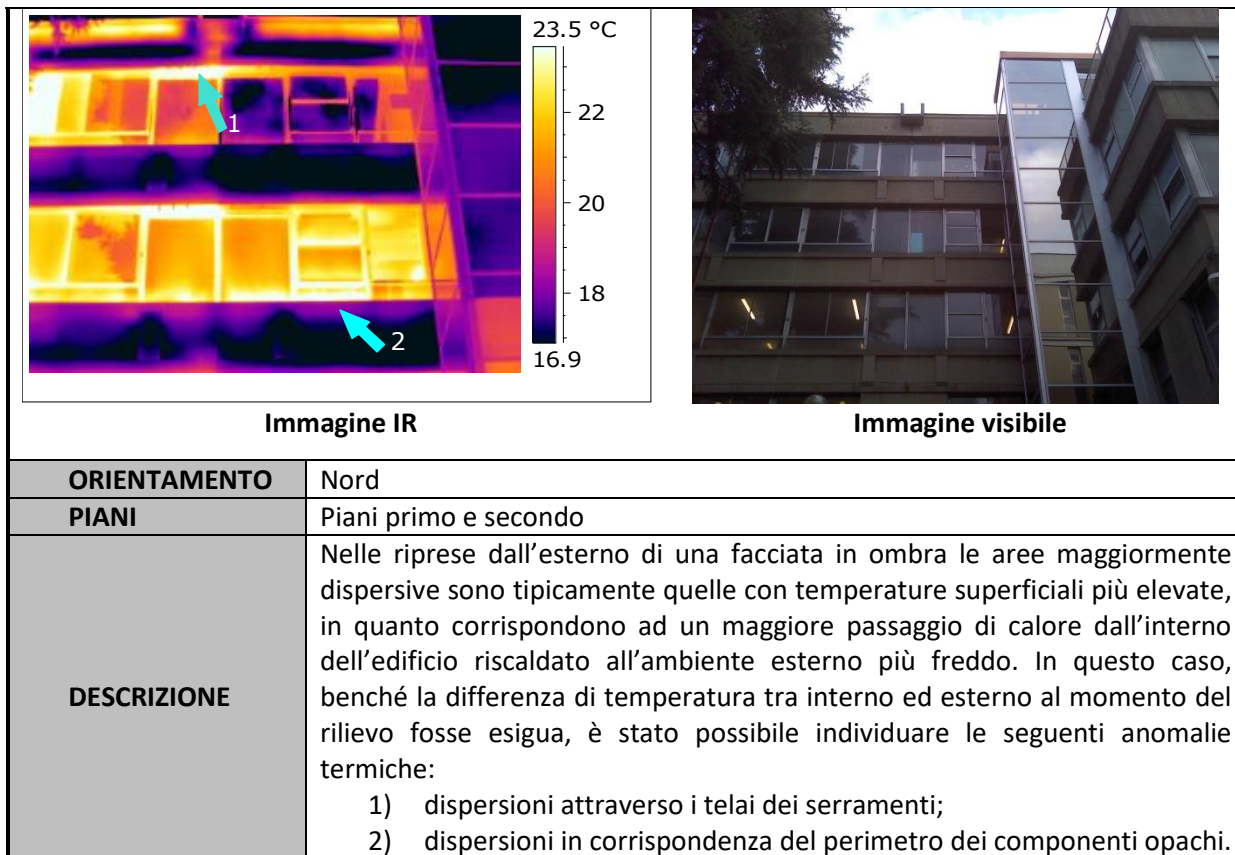 23.5 °C
22
20
18
16.9
1
2
Immagine IR
Immagine visibile
ORIENTAMENTO
Nord
PIANI
Piani primo e secondo
DESCRIZIONE
Nelle riprese dall’esterno di una facciata in ombra le aree maggiormente
dispersive sono tipicamente quelle con temperature superficiali più elevate,
in quanto corrispondono ad un maggiore passaggio di calore dall’interno
dell’edificio riscaldato all’ambiente esterno più freddo. In questo caso,
benché la differenza di temperatura tra interno ed esterno al momento del
rilievo fosse esigua, è stato possibile individuare le seguenti anomalie
termiche:
1) dispersioni attraverso i telai dei serramenti;
2) dispersioni in corrispondenza del perimetro dei componenti opachi.